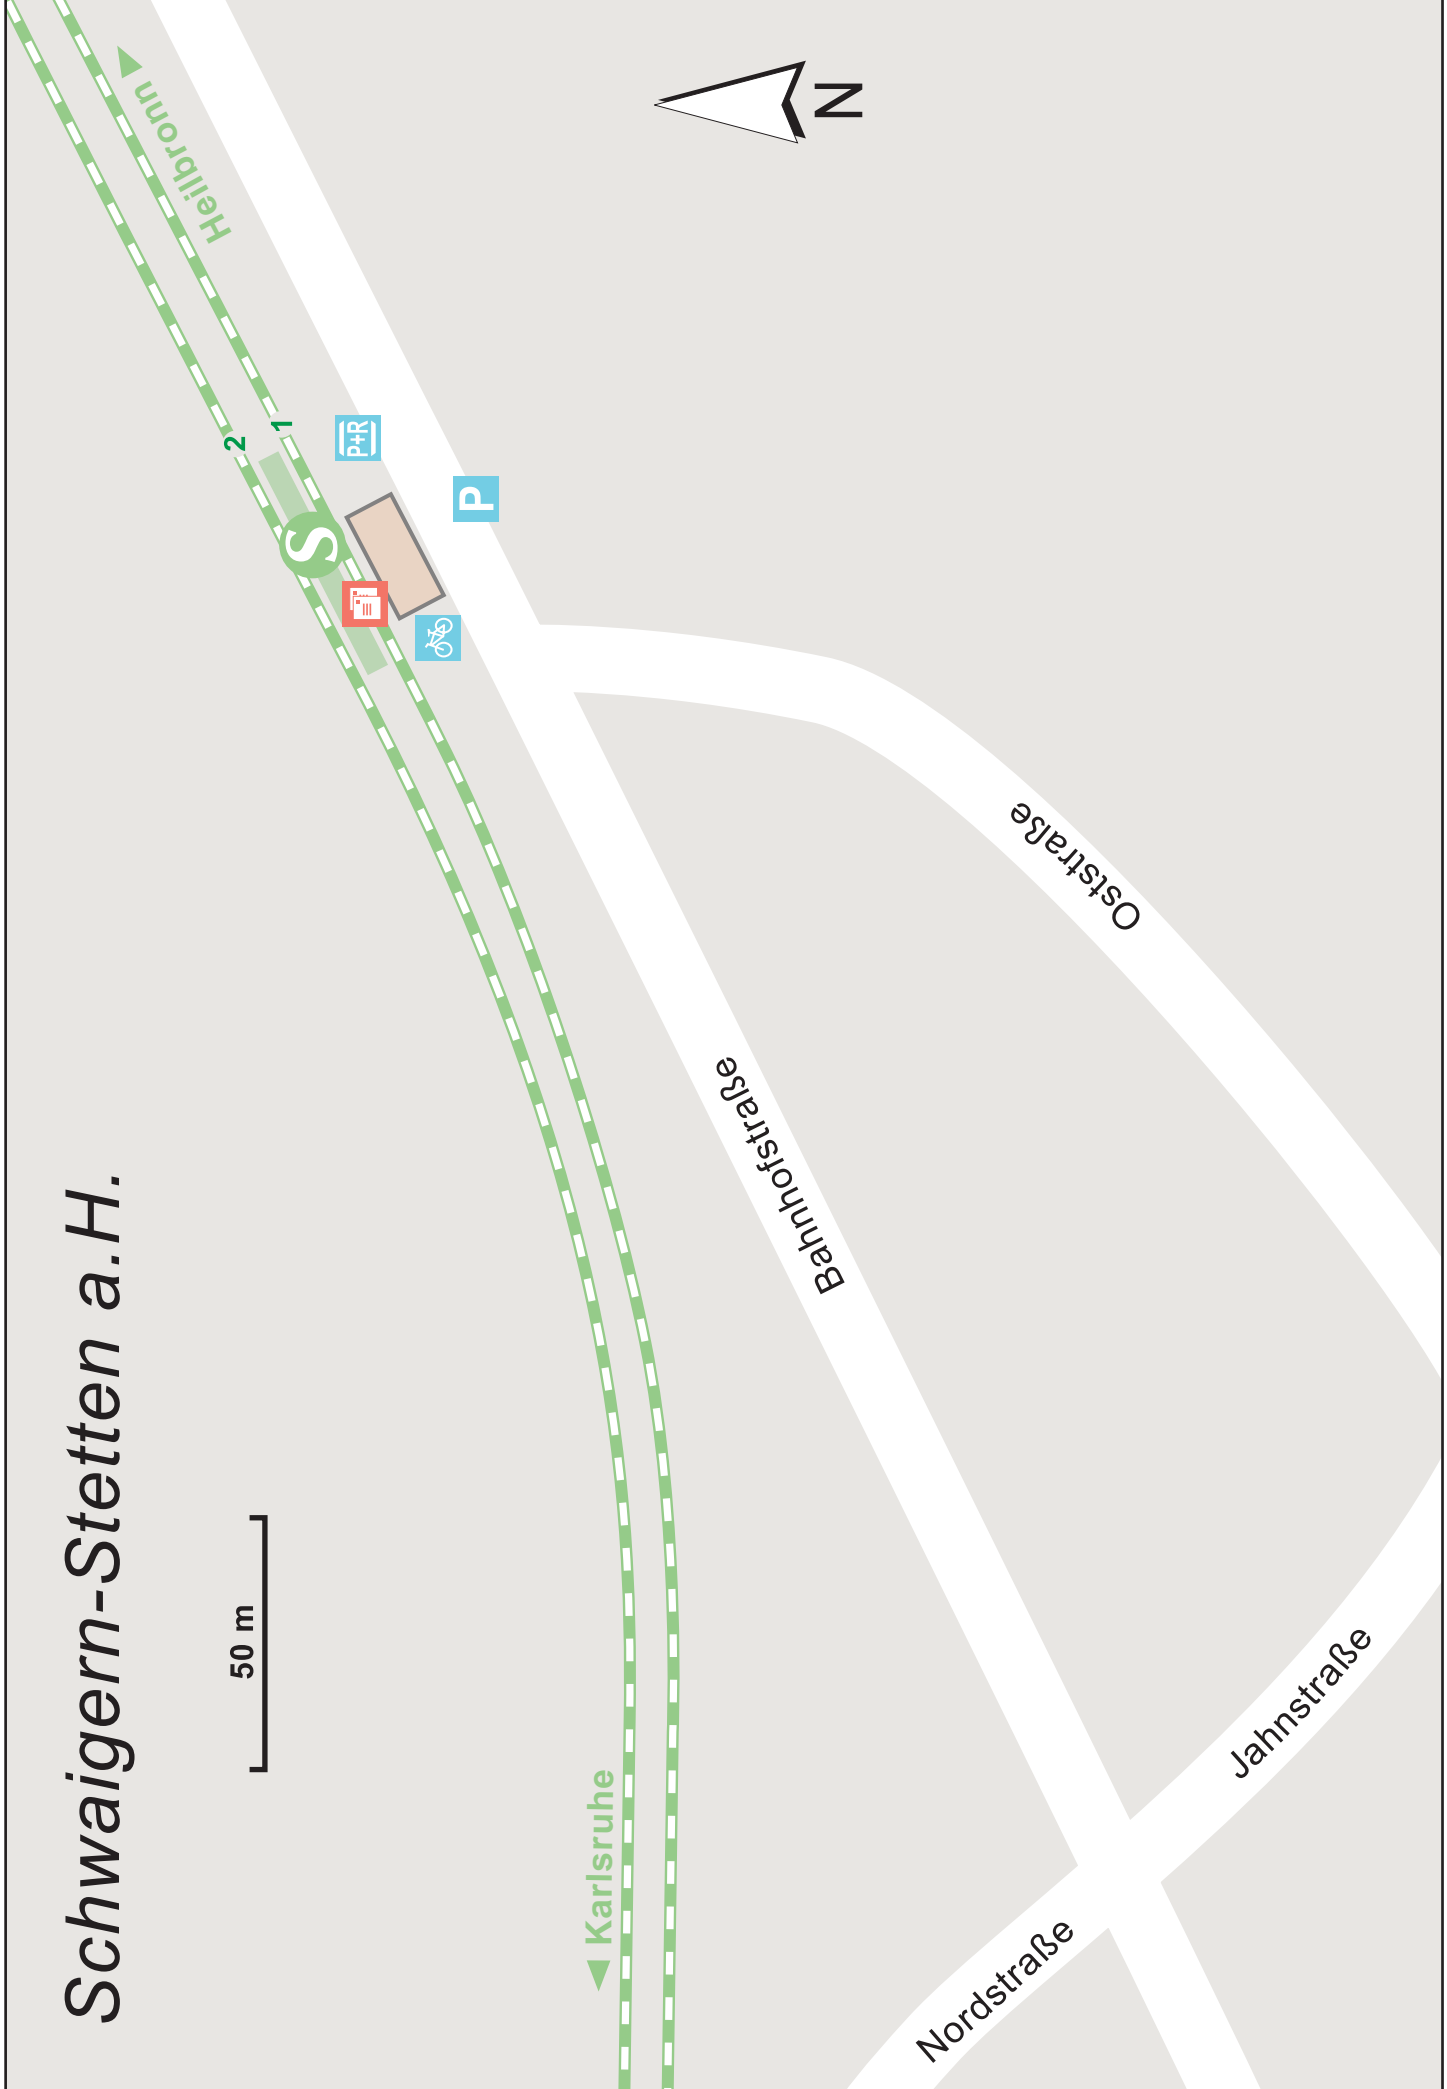 Schwaigern-Stetten a.H.
50 m
Heilbronn
N
2
1
S
P+R
P
Oststraße
Bahnhofstraße
Karlsruhe
Jahnstraße
Nordstraße